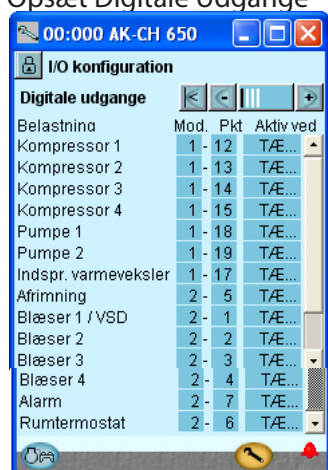 Opsæt Digitale Udgange
00:000 AK-CH 650
I/O konfiguration
Digitale udgange
Belastning Mod. Pkt Aktiv ved
Kompressor 1 1 - 12 TÆ...
Kompressor 2 1 - 13 TÆ...
Kompressor 3 1 - 14 TÆ...
Kompressor 4 1 - 15 TÆ...
Pumpe 1 1 - 18 TÆ...
Pumpe 2 1 - 19 TÆ...
Indspr. varmeveksler 1 - 17 TÆ...
Afrimning 2 - 5 TÆ...
Blæser 1 / VSD 2 - 1 TÆ...
Blæser 2 2 - 2 TÆ...
Blæser 3 2 - 3 TÆ...
Blæser 4 2 - 4 TÆ...
Alarm 2 - 7 TÆ...
Rumtermostat 2 - 6 TÆ...